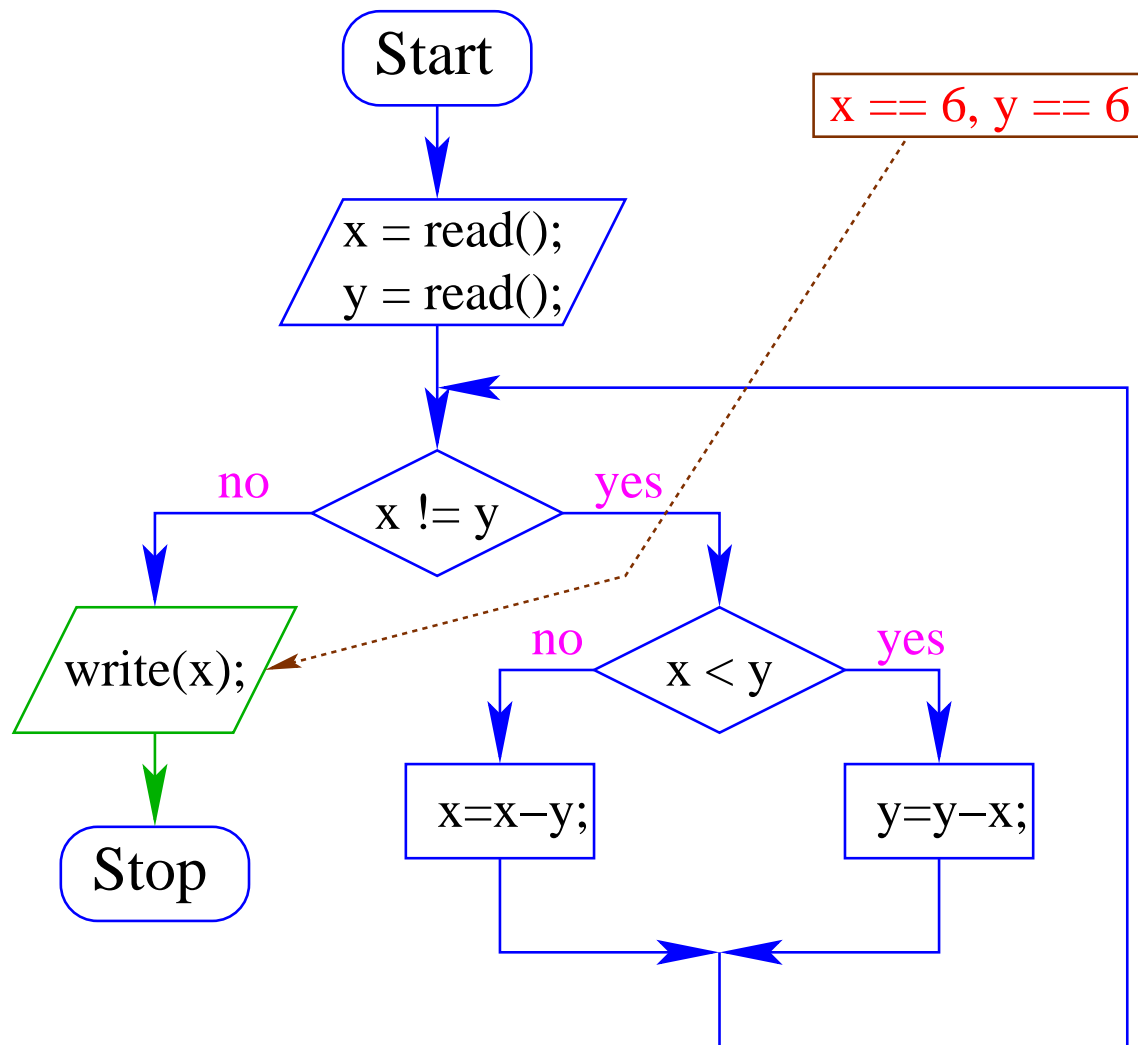 Start
x == 6, y == 6
x = read();
y = read();
no
yes
x != y
no
yes
write(x);
x < y
x=x−y;
y=y−x;
Stop